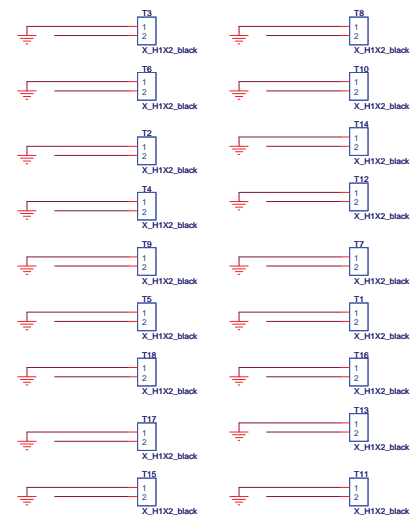 T3
1
2
X_H1X2_black
T8
1
2
X_H1X2_black
T6
1
2
X_H1X2_black
T10
1
2
X_H1X2_black
T2
1
2
X_H1X2_black
T14
1
2
X_H1X2_black
T4
1
2
X_H1X2_black
T12
1
2
X_H1X2_black
T9
1
2
X_H1X2_black
T7
1
2
X_H1X2_black
T5
1
2
X_H1X2_black
T1
1
2
X_H1X2_black
T18
1
2
X_H1X2_black
T16
1
2
X_H1X2_black
T17
1
2
X_H1X2_black
T13
1
2
X_H1X2_black
T15
1
2
X_H1X2_black
T11
1
2
X_H1X2_black